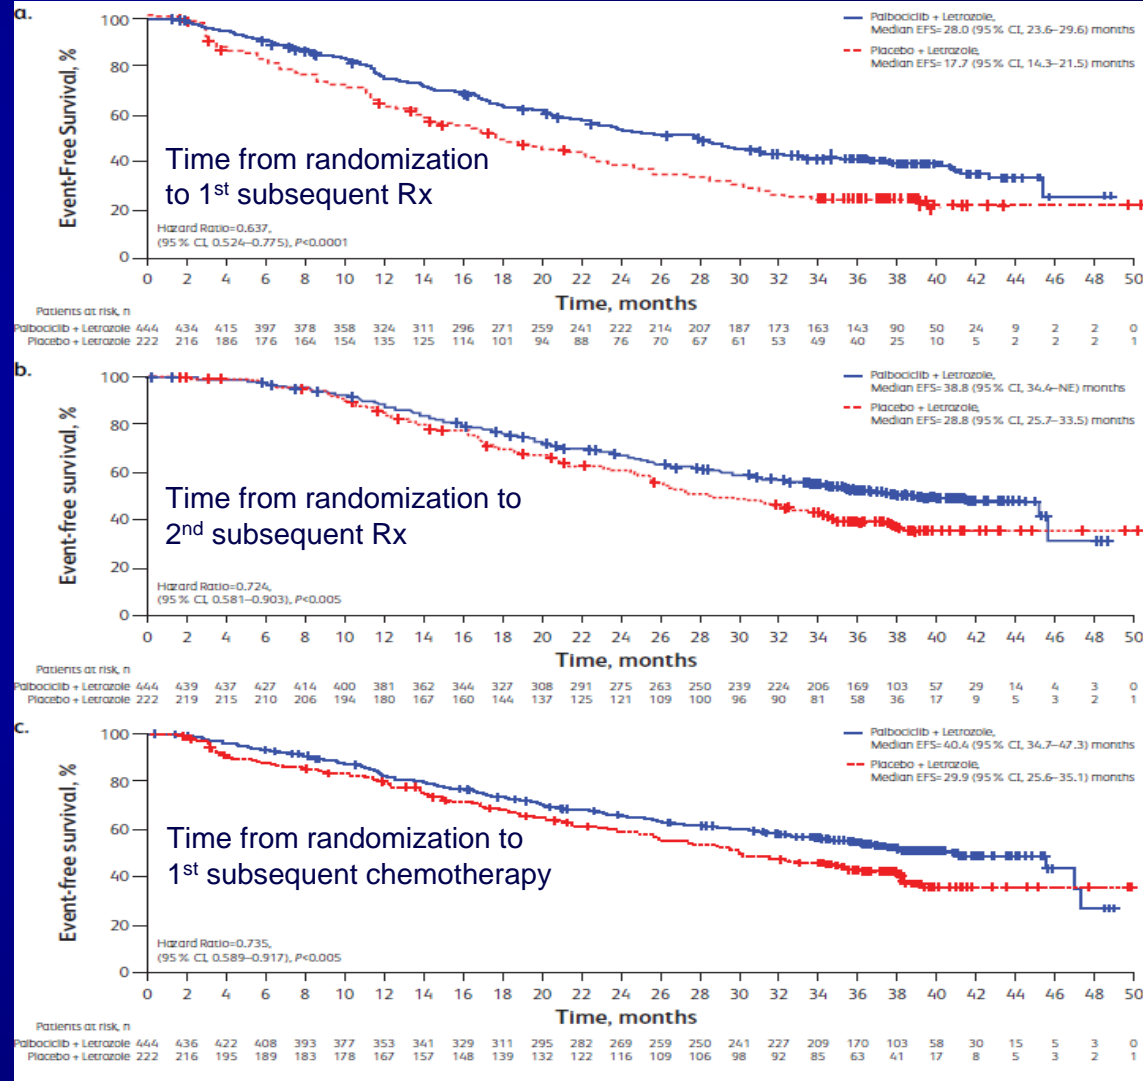 a.
Event-Free Survival, %
100
80
60
40
20
0
Palbociclib + Letrozole,
Median EFS=28.0 (95% CI, 23.6–29.6) months
Placebo + Letrozole,
Median EFS=17.7 (95% CI, 14.3–21.5) months
Time from randomization
to 1st subsequent Rx
Hazard Ratio=0.637,
(95% CI, 0.524–0.775), P<0.0001
0 2 4 6 8 10 12 14 16 18 20 22 24 26 28 30 32 34 36 38 40 42 44 46 48 50
Time, months
Patients at risk, n
Palbociclib + Letrozole 444 434 415 397 378 358 324 311 296 271 259 241 222 214 207 187 173 163 143 90 50 24 9 2 2 0
Placebo + Letrozole 222 216 186 176 164 154 135 125 114 101 94 88 76 70 67 61 53 49 40 25 10 5 2 2 2 1
b.
Event-free survival, %
100
80
60
40
20
0
Palbociclib + Letrozole,
Median EFS=38.8 (95% CI, 34.4–NE) months
Placebo + Letrozole,
Median EFS=28.8 (95% CI, 25.7–33.5) months
Time from randomization to
2nd subsequent Rx
Hazard Ratio=0.724,
(95% CI, 0.581–0.903), P<0.005
0 2 4 6 8 10 12 14 16 18 20 22 24 26 28 30 32 34 36 38 40 42 44 46 48 50
Time, months
Patients at risk, n
Palbociclib + Letrozole 444 439 437 427 414 400 381 362 344 327 308 291 275 263 250 239 224 206 169 103 57 29 14 4 3 0
Placebo + Letrozole 222 219 215 210 206 194 180 167 160 144 137 125 121 109 100 96 90 81 58 36 17 9 5 3 2 1
c.
Event-free survival, %
100
80
60
40
20
0
Palbociclib + Letrozole,
Median EFS=40.4 (95% CI, 34.7–47.3) months
Placebo + Letrozole,
Median EFS=29.9 (95% CI, 25.6–35.1) months
Time from randomization to
1st subsequent chemotherapy
Hazard Ratio=0.735,
(95% CI, 0.589–0.917), P<0.005
0 2 4 6 8 10 12 14 16 18 20 22 24 26 28 30 32 34 36 38 40 42 44 46 48 50
Time, months
Patients at risk, n
Palbociclib + Letrozole 444 436 422 408 393 377 353 341 329 311 295 282 269 259 250 241 227 209 170 103 58 30 15 5 3 0
Placebo + Letrozole 222 216 195 189 183 178 167 157 148 139 132 122 116 109 106 98 92 85 63 41 17 8 5 3 2 1